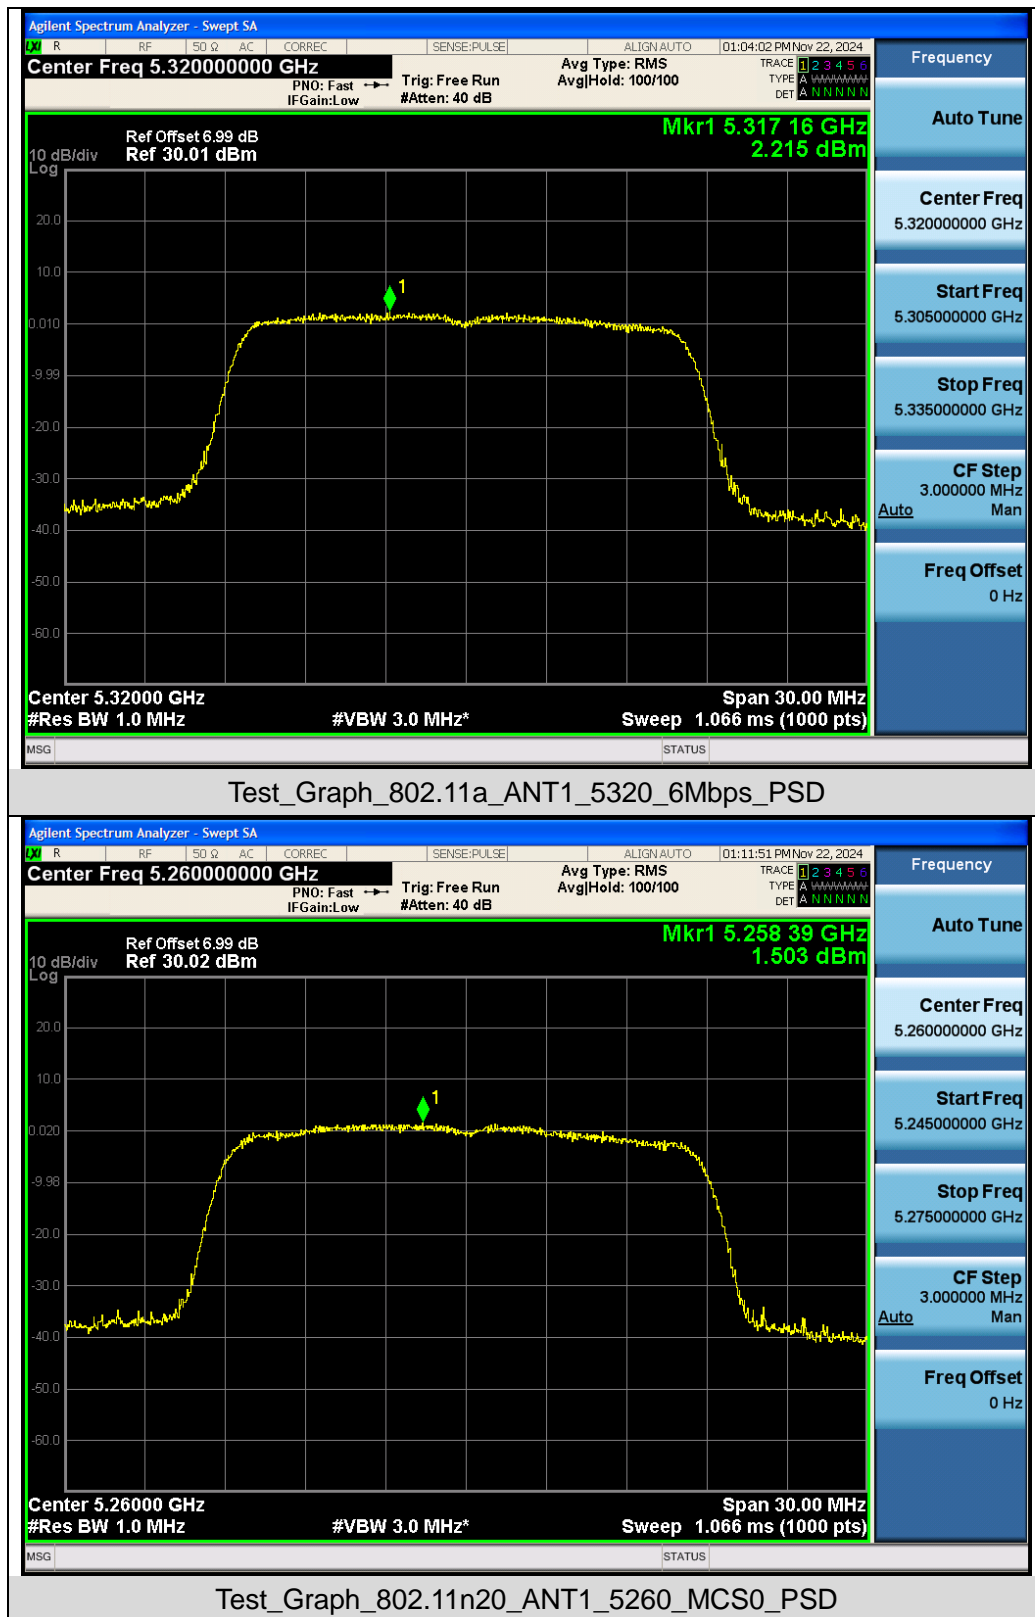 Agilent Spectrum Analyzer - Swept SA
LXI R RF 50 Ω AC CORREC SENSE:PULSE ALIGN AUTO 01:04:02 PM Nov 22, 2024
Center Freq 5.320000000 GHz
PNO: Fast
IFGain:Low
Trig: Free Run
#Atten: 40 dB
Avg Type: RMS
Avg|Hold: 100/100
TRACE 1 2 3 4 5 6
TYPE A WWWWW
DET A N N N N N
Frequency
Auto Tune
Center Freq
5.320000000 GHz
Start Freq
5.305000000 GHz
Stop Freq
5.335000000 GHz
CF Step
3.000000 MHz
Auto Man
Freq Offset
0 Hz
Mkr1 5.317 16 GHz
2.215 dBm
Ref Offset 6.99 dB
10 dB/div Ref 30.01 dBm
Log
1
20.0
10.0
0.010
-9.99
-20.0
-30.0
-40.0
-50.0
-60.0
Center 5.32000 GHz Span 30.00 MHz
#Res BW 1.0 MHz #VBW 3.0 MHz* Sweep 1.066 ms (1000 pts)
MSG STATUS
Test_Graph_802.11a_ANT1_5320_6Mbps_PSD
Agilent Spectrum Analyzer - Swept SA
LXI R RF 50 Ω AC CORREC SENSE:PULSE ALIGN AUTO 01:11:51 PM Nov 22, 2024
Center Freq 5.260000000 GHz
PNO: Fast
IFGain:Low
Trig: Free Run
#Atten: 40 dB
Avg Type: RMS
Avg|Hold: 100/100
TRACE 1 2 3 4 5 6
TYPE A WWWWW
DET A N N N N N
Frequency
Auto Tune
Center Freq
5.260000000 GHz
Start Freq
5.245000000 GHz
Stop Freq
5.275000000 GHz
CF Step
3.000000 MHz
Auto Man
Freq Offset
0 Hz
Mkr1 5.258 39 GHz
1.503 dBm
Ref Offset 6.99 dB
10 dB/div Ref 30.02 dBm
Log
1
20.0
10.0
0.020
-9.98
-20.0
-30.0
-40.0
-50.0
-60.0
Center 5.26000 GHz Span 30.00 MHz
#Res BW 1.0 MHz #VBW 3.0 MHz* Sweep 1.066 ms (1000 pts)
MSG STATUS
Test_Graph_802.11n20_ANT1_5260_MCS0_PSD